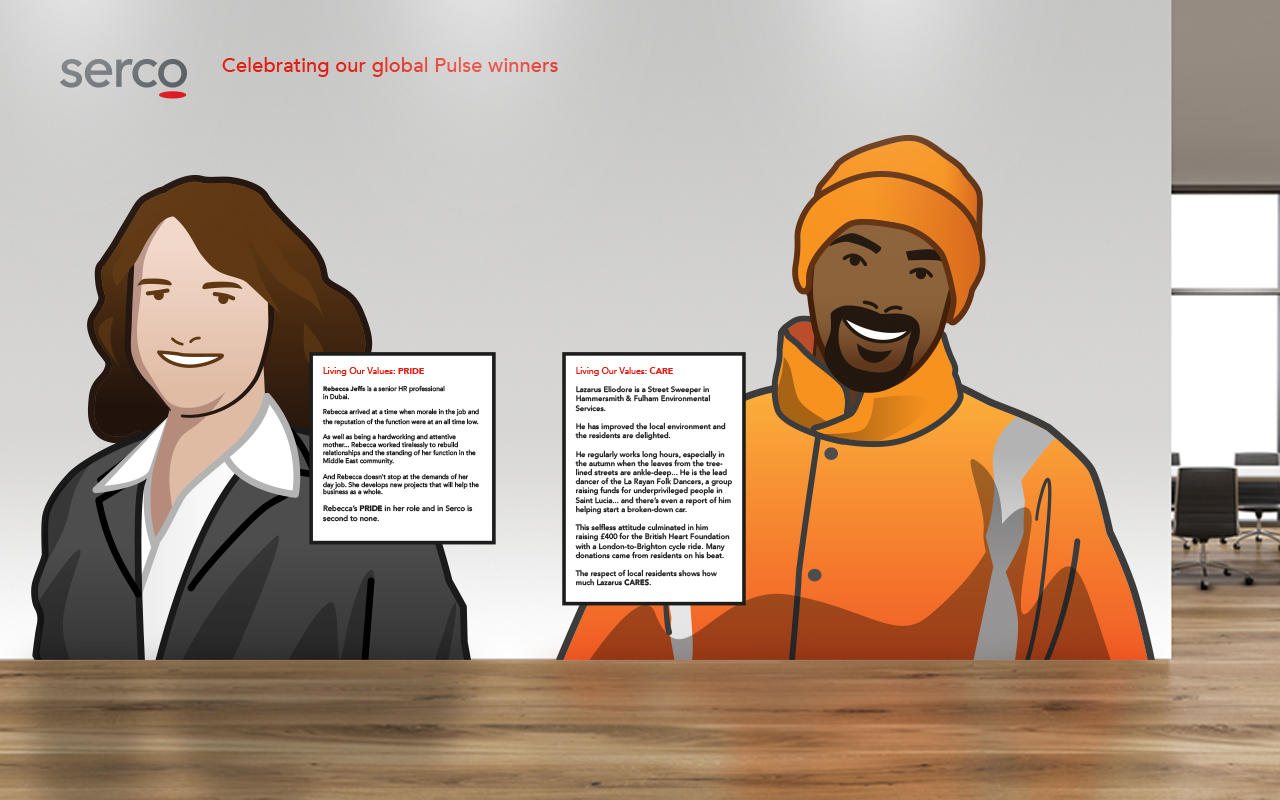 serco
Celebrating our global Pulse winners
Living Our Values: PRIDE
Rebecca Jeffs is a senior HR professional
in Dubai.
Rebecca arrived at a time when morale in the job and
the reputation of the function were at an all time low.
As well as being a hardworking and attentive
mother... Rebecca worked tirelessly to rebuild
relationships and the standing of her function in the
Middle East community.
And Rebecca doesn't stop at the demands of her
day job. She develops new projects that will help the
business as a whole.
Rebecca's PRIDE in her role and in Serco is
second to none.
Living Our Values: CARE
Lazarus Eliodore is a Street Sweeper in
Hammersmith & Fulham Environmental
Services.
He has improved the local environment and
the residents are delighted.
He regularly works long hours, especially in
the autumn when the leaves from the tree-
lined streets are ankle-deep... He is the lead
dancer of the La Rayan Folk Dancers, a group
raising funds for underprivileged people in
Saint Lucia... and there's even a report of him
helping start a broken-down car.
This selfless attitude culminated in him
raising £400 for the British Heart Foundation
with a London-to-Brighton cycle ride. Many
donations came from residents on his beat.
The respect of local residents shows how
much Lazarus CARES.